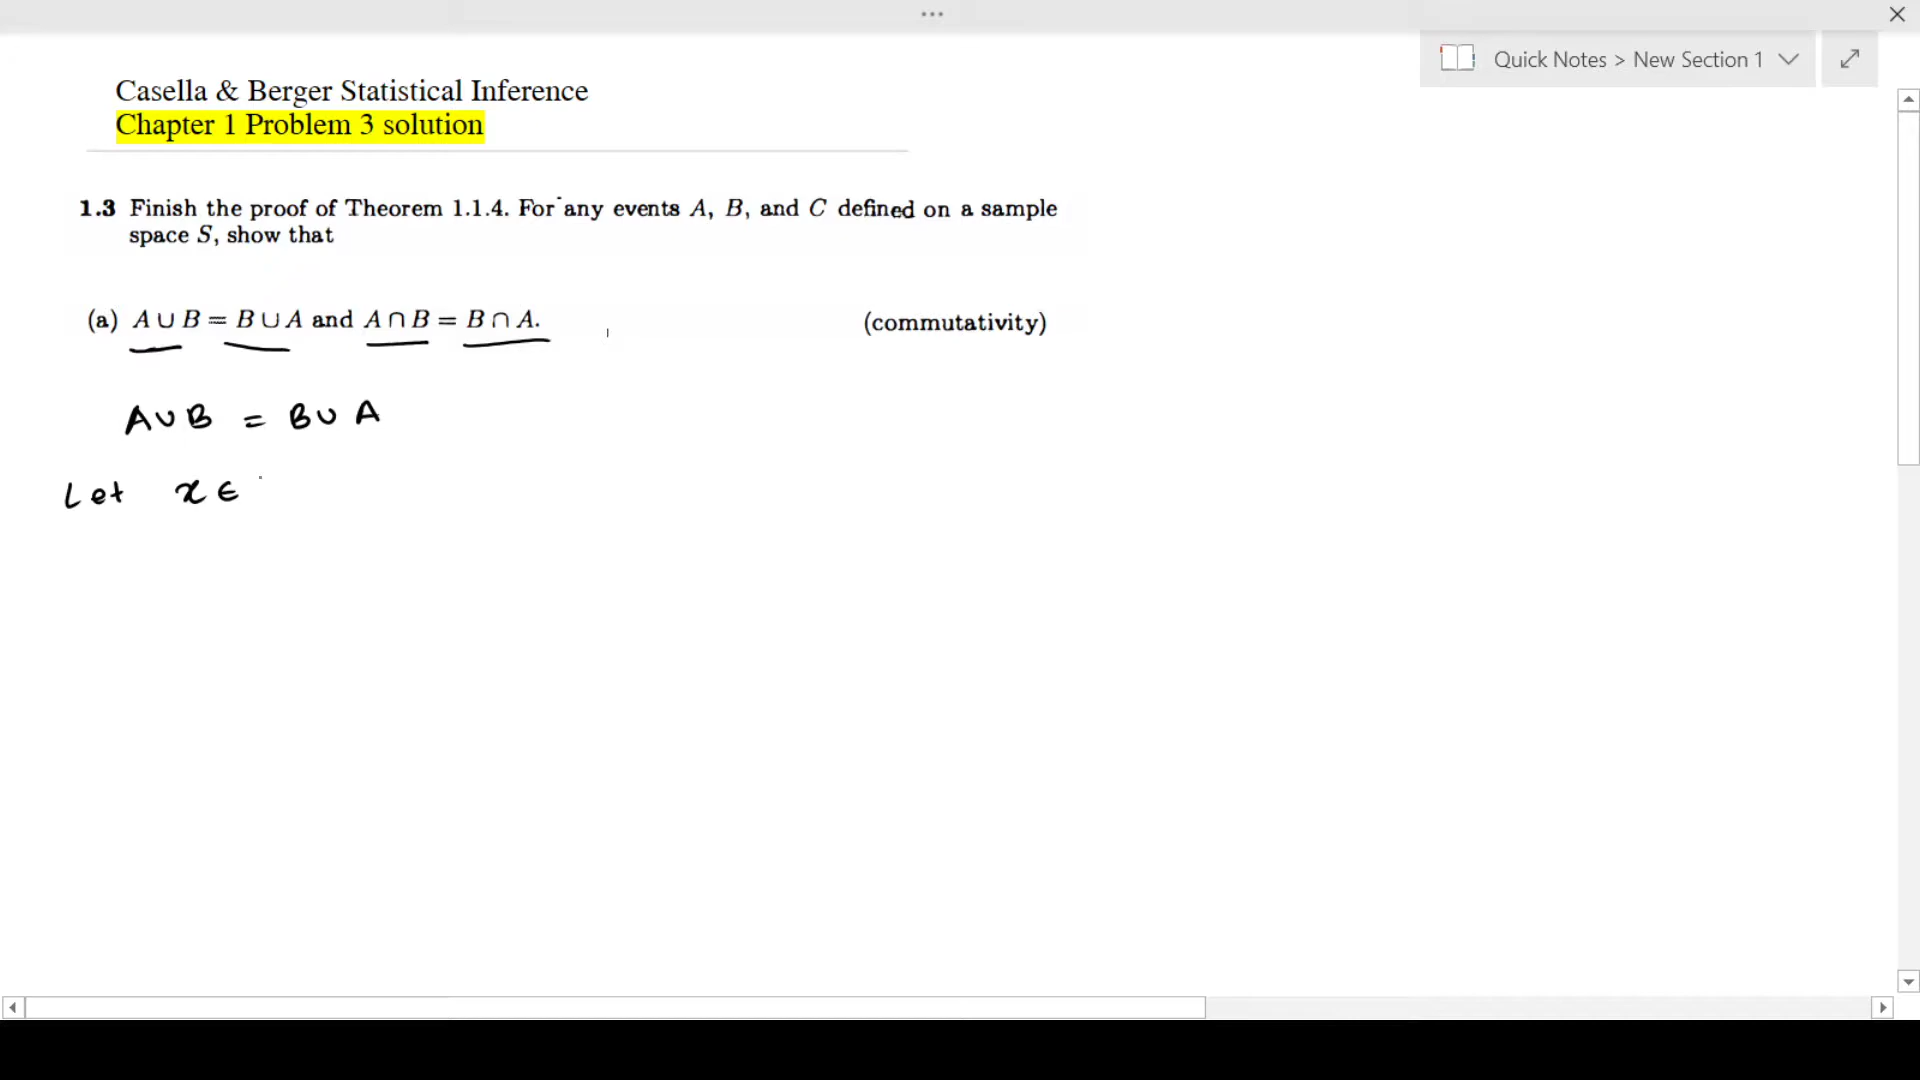 Quick Notes > New Section 1
Casella & Berger Statistical Inference
Chapter 1 Problem 3 solution
1.3 Finish the proof of Theorem 1.1.4. For any events A, B, and C defined on a sample
space S, show that
(a) A ∪ B = B ∪ A and A ∩ B = B ∩ A. (commutativity)
A ∪ B = B ∪ A
Let x ∈